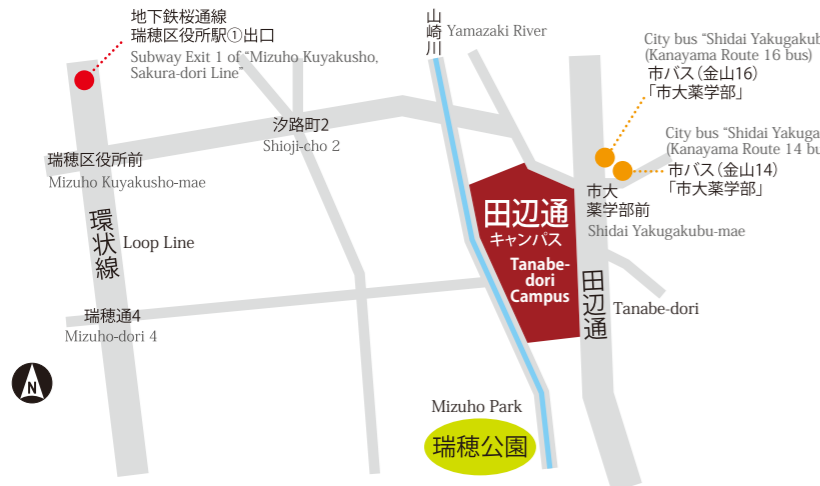 地下鉄桜通線
瑞穂区役所駅①出口
Subway Exit 1 of "Mizuho Kuyakusho,
Sakura-dori Line"
山崎川
Yamazaki River
City bus "Shidai Yakugakub
(Kanayama Route 16 bus)
市バス（金山16）
「市大薬学部」
City bus "Shidai Yakuga
(Kanayama Route 14 bu
市バス（金山14）
「市大薬学部」
汐路町2
Shioji-cho 2
瑞穂区役所前
Mizuho Kuyakusho-mae
環状線
Loop Line
田辺通
キャンパス
Tanabe-
dori
Campus
市大
薬学部前
Shidai Yakugakubu-mae
田辺通
Tanabe-dori
瑞穂通4
Mizuho-dori 4
N
Mizuho Park
瑞穂公園